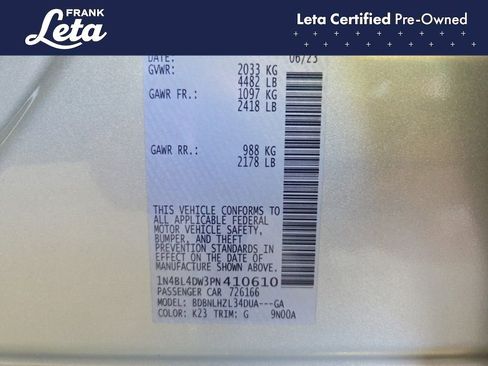 FRANK
Leta
Leta Certified Pre-Owned
DATE: 06/23
GVWR: 2033 KG
4482 LB
GAWR FR.: 1097 KG
2418 LB
GAWR RR.: 988 KG
2178 LB
THIS VEHICLE CONFORMS TO
ALL APPLICABLE FEDERAL
MOTOR VEHICLE SAFETY,
BUMPER, AND THEFT
PREVENTION STANDARDS IN
EFFECT ON THE DATE OF
MANUFACTURE SHOWN ABOVE.
1N4BL4DW3PN410610
PASSENGER CAR 726166
MODEL: BDBNLHZL34DUA---GA
COLOR: K23 TRIM: G 9N00A